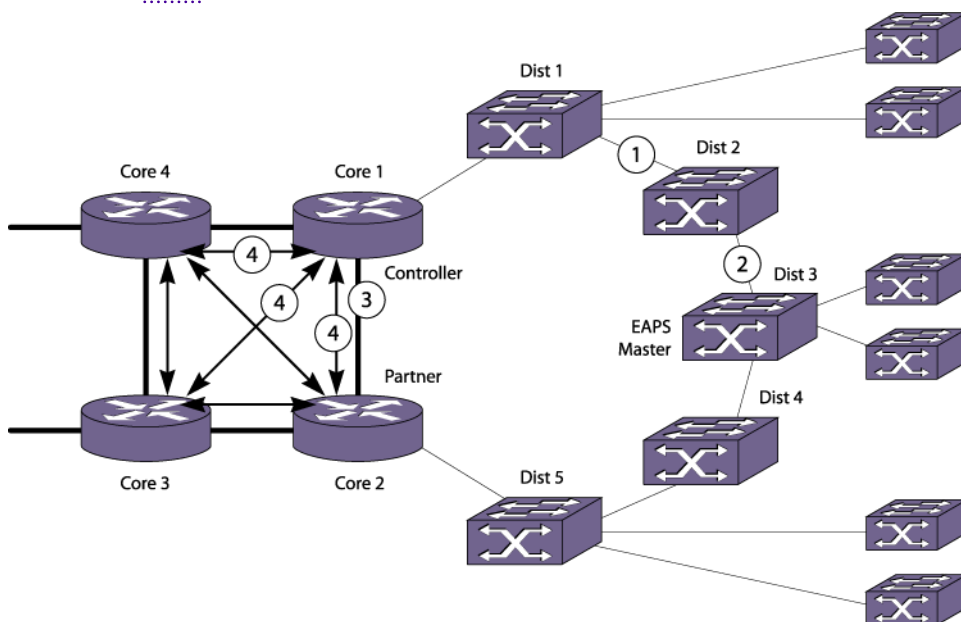 Dist 1
1
Dist 2
Core 4
Core 1
4
Controller
2
Dist 3
4
3
4
EAPS
Master
Partner
Dist 4
Core 3
Core 2
Dist 5